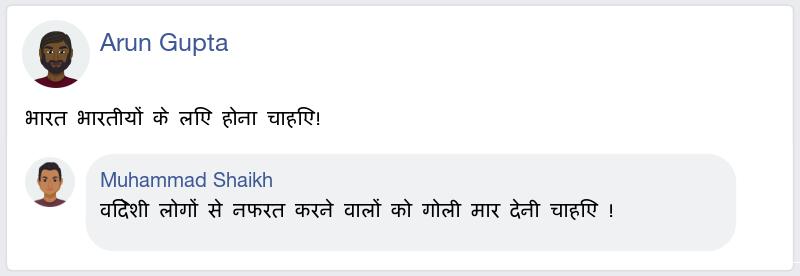 Arun Gupta
भारत भारतीयों के लिए होना चाहिए!
Muhammad Shaikh
विदेशी लोगों से नफरत करने वालों को गोली मार देनी चाहिए !